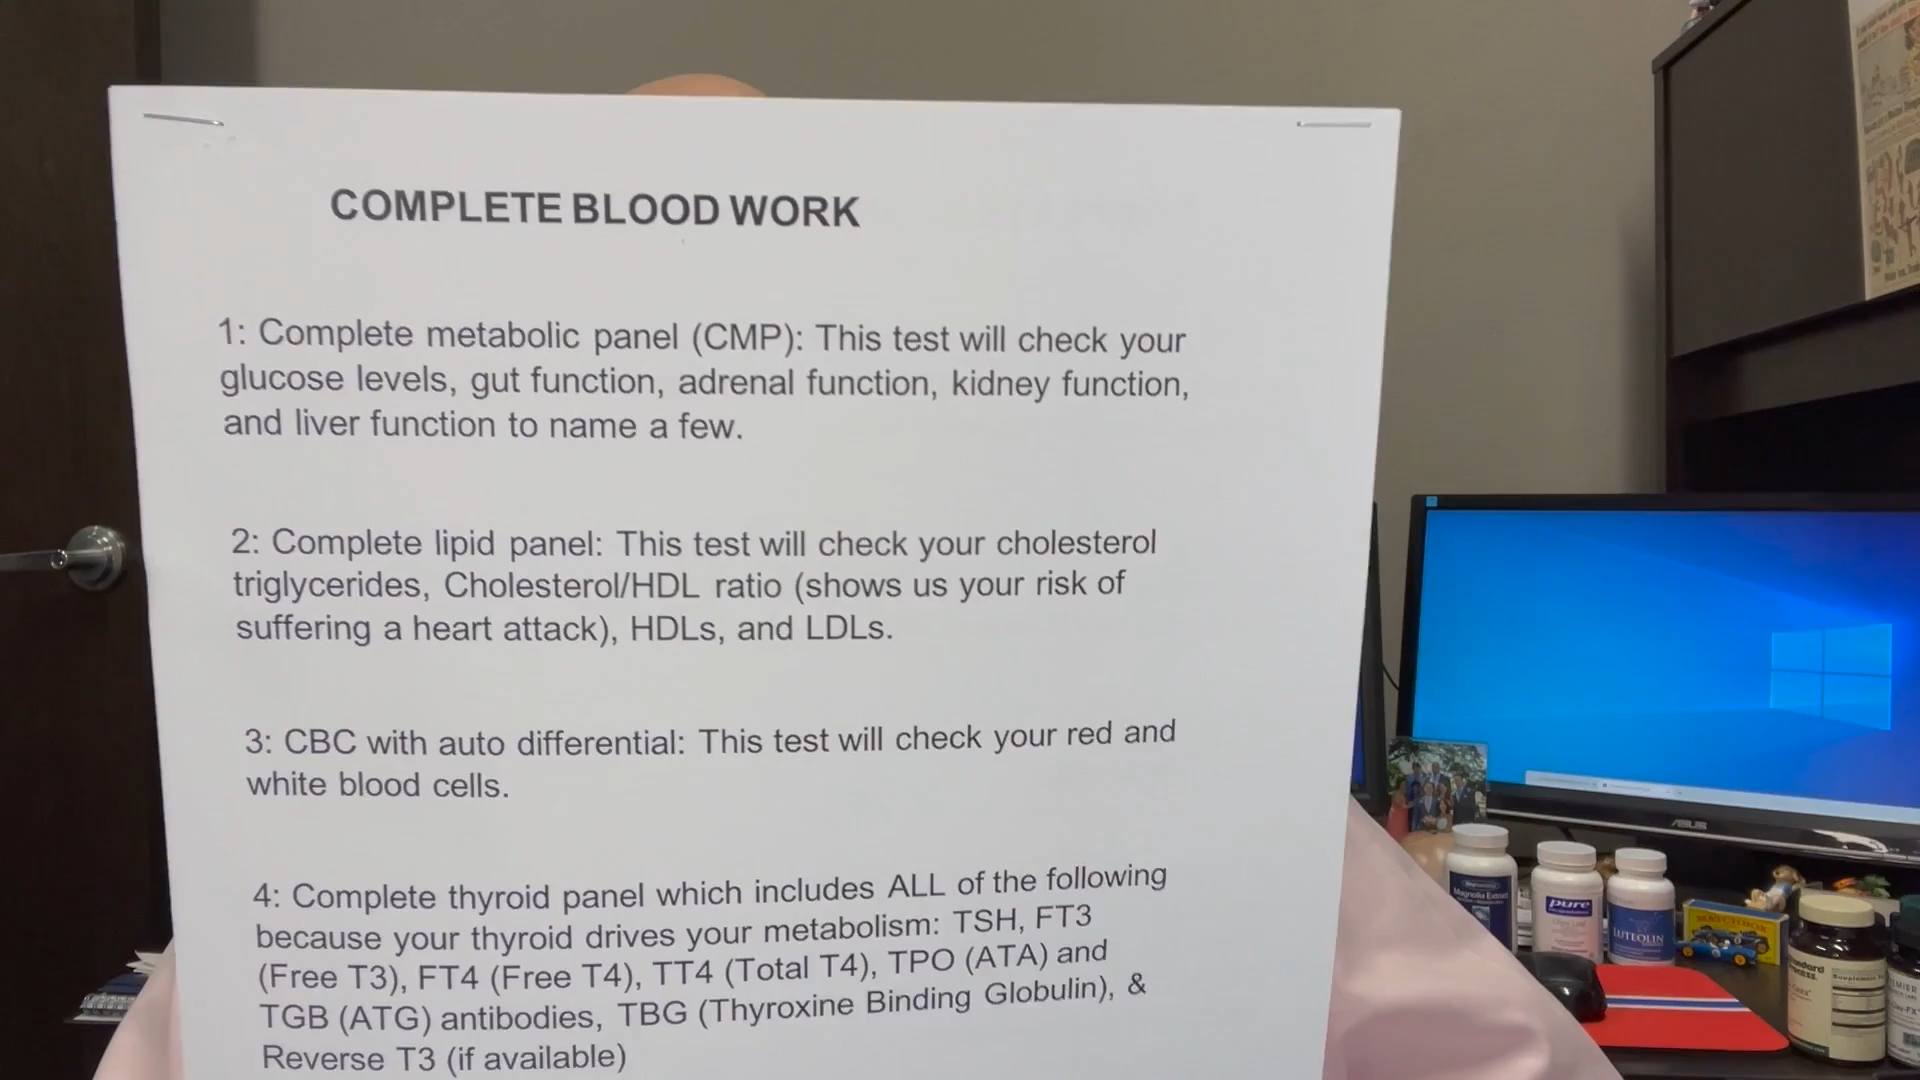 COMPLETE BLOOD WORK
1: Complete metabolic panel (CMP): This test will check your
glucose levels, gut function, adrenal function, kidney function,
and liver function to name a few.
2: Complete lipid panel: This test will check your cholesterol
triglycerides, Cholesterol/HDL ratio (shows us your risk of
suffering a heart attack), HDLs, and LDLs.
3: CBC with auto differential: This test will check your red and
white blood cells.
4: Complete thyroid panel which includes ALL of the following
because your thyroid drives your metabolism: TSH, FT3
(Free T3), FT4 (Free T4), TT4 (Total T4), TPO (ATA) and
TGB (ATG) antibodies, TBG (Thyroxine Binding Globulin), &
Reverse T3 (if available)
ASUS
Magnolia
pure
LUTEOLIN
MATCHBOX